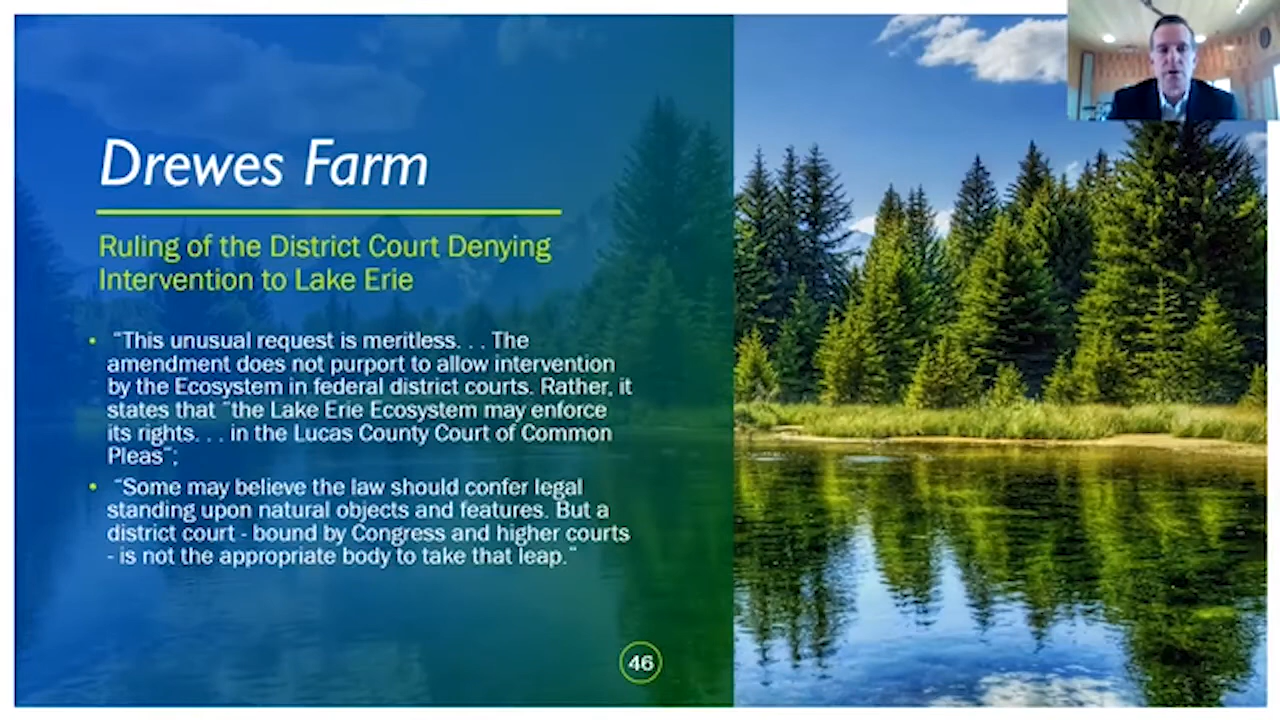 Drewes Farm
Ruling of the District Court Denying
Intervention to Lake Erie
• “This unusual request is meritless. . . The
amendment does not purport to allow intervention
by the Ecosystem in federal district courts. Rather, it
states that “the Lake Erie Ecosystem may enforce
its rights. . . in the Lucas County Court of Common
Pleas”;
• “Some may believe the law should confer legal
standing upon natural objects and features. But a
district court - bound by Congress and higher courts
- is not the appropriate body to take that leap.”
46